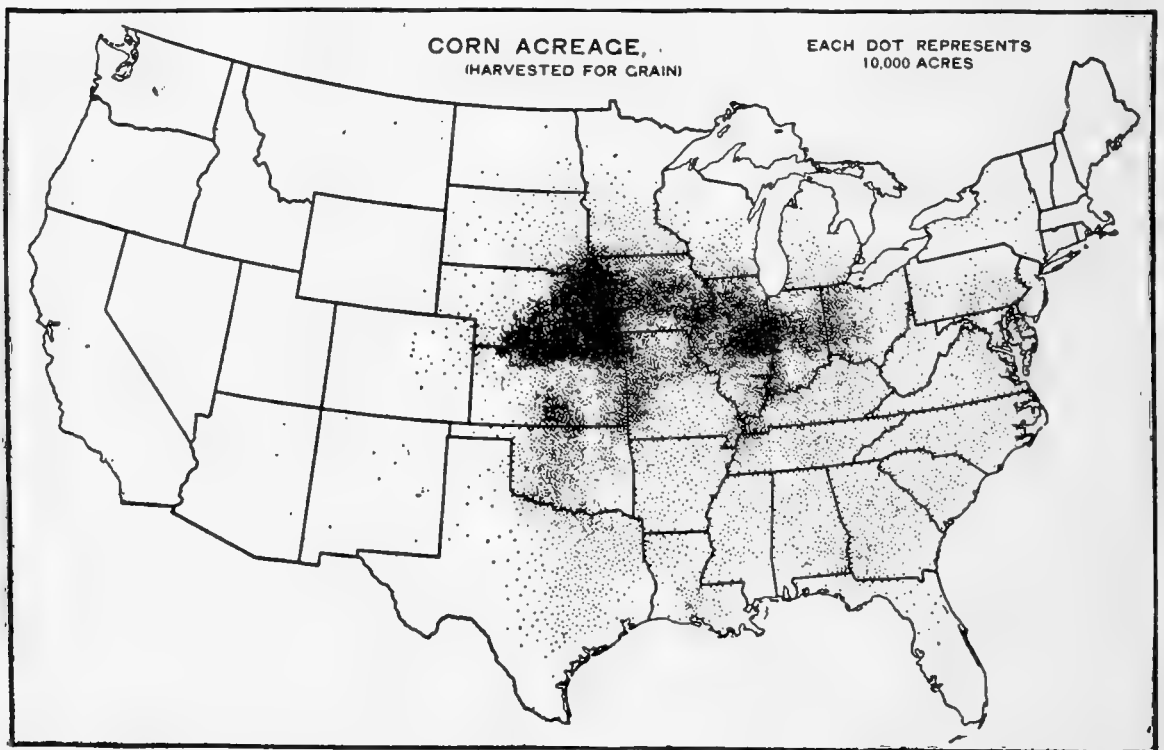 CORN ACREAGE,
(HARVESTED FOR GRAIN)
EACH DOT REPRESENTS
10,000 ACRES